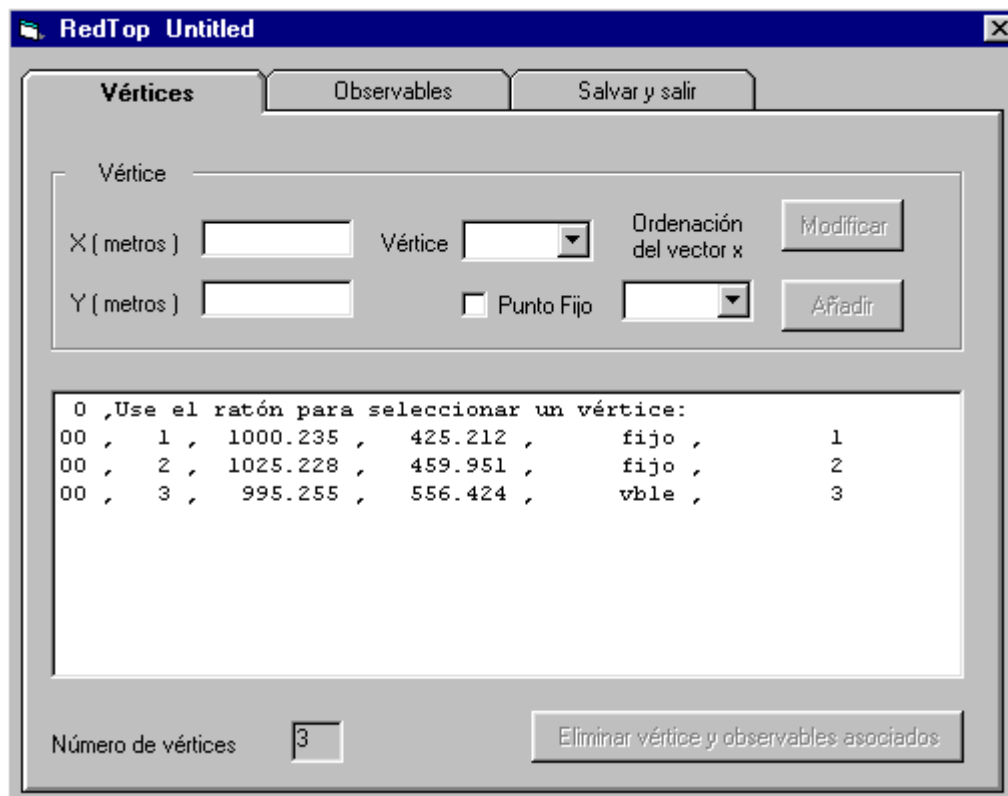 RedTop Untitled
Vértices Observables Salvar y salir
Vértice
X ( metros ) Vértice Ordenación del vector x Modificar
Y ( metros ) Punto Fijo Añadir
0 ,Use el ratón para seleccionar un vértice:
00 , 1 , 1000.235 , 425.212 , fijo , 1
00 , 2 , 1025.228 , 459.951 , fijo , 2
00 , 3 , 995.255 , 556.424 , vble , 3
Número de vértices 3 Eliminar vértice y observables asociados